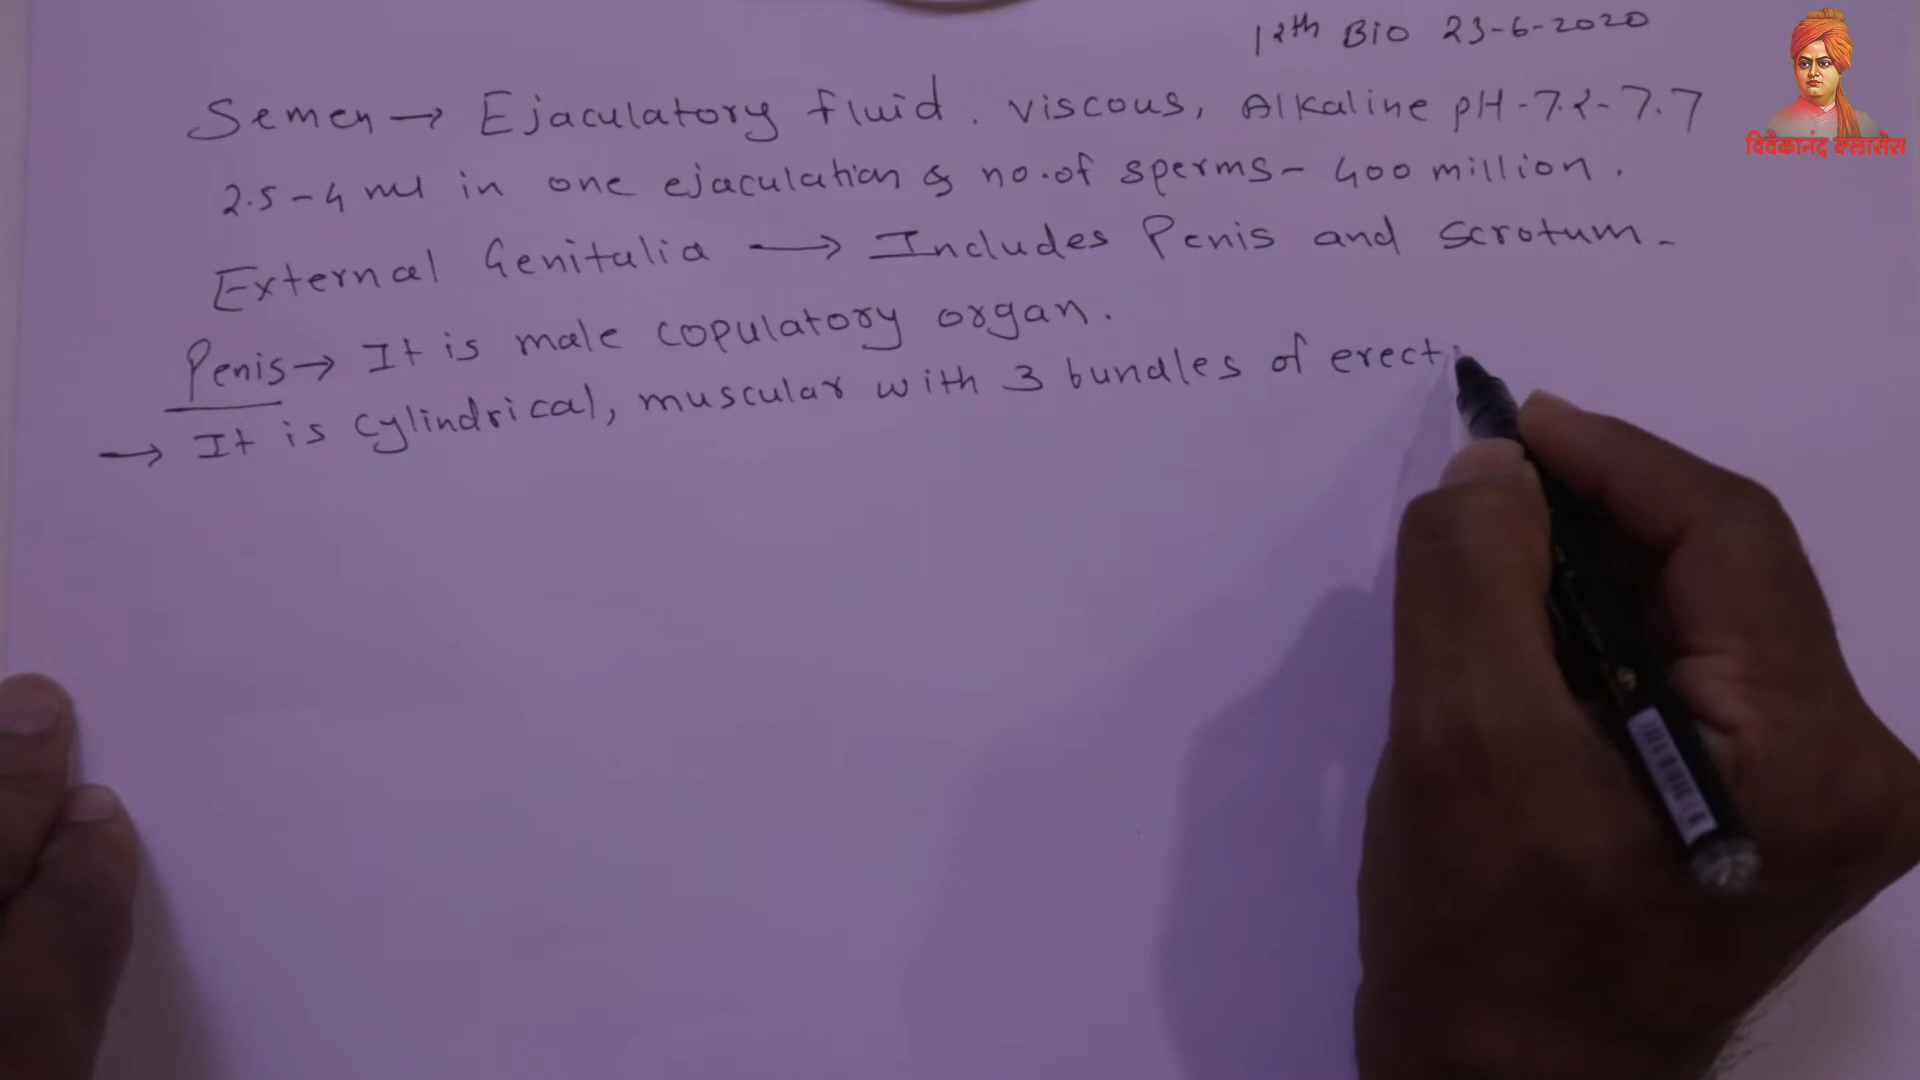 12th BIO 23-6-2020
विवेकानंद क्लासेस
Semen → Ejaculatory fluid. viscous, Alkaline pH-7.2-7.7
2.5-4 ml in one ejaculation & no.of sperms- 400 million.
External Genitalia → Includes Penis and scrotum.
Penis → It is male copulatory organ.
→ It is cylindrical, muscular with 3 bundles of erect